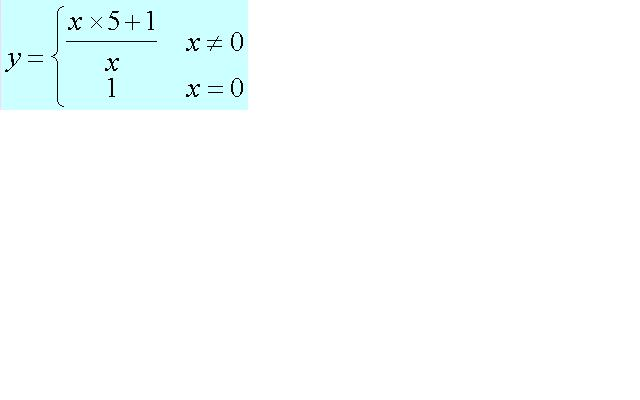 y = { x × 5 + 1 / x    x ≠ 0
1    x = 0